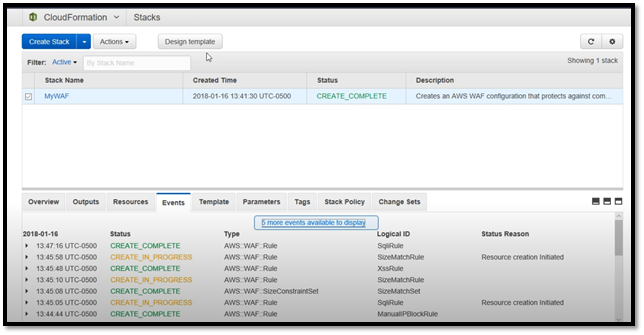 CloudFormation Stacks
Create Stack Actions Design template
Filter: Active By Stack Name Showing 1 stack
Stack Name Created Time Status Description
MyWAF 2018-01-16 13:41:30 UTC-0500 CREATE_COMPLETE Creates an AWS WAF configuration that protects against com...
Overview Outputs Resources Events Template Parameters Tags Stack Policy Change Sets
5 more events available to display
2018-01-16 Status Type Logical ID Status Reason
13:47:16 UTC-0500 CREATE_COMPLETE AWS::WAF::Rule SqliRule
13:45:58 UTC-0500 CREATE_IN_PROGRESS AWS::WAF::Rule SizeMatchRule Resource creation Initiated
13:45:48 UTC-0500 CREATE_COMPLETE AWS::WAF::Rule XssRule
13:45:10 UTC-0500 CREATE_IN_PROGRESS AWS::WAF::Rule SizeMatchRule
13:45:08 UTC-0500 CREATE_COMPLETE AWS::WAF::SizeConstraintSet SizeMatchSet
13:45:05 UTC-0500 CREATE_IN_PROGRESS AWS::WAF::Rule SqliRule Resource creation Initiated
13:44:44 UTC-0500 CREATE_COMPLETE AWS::WAF::Rule ManualIPBlockRule